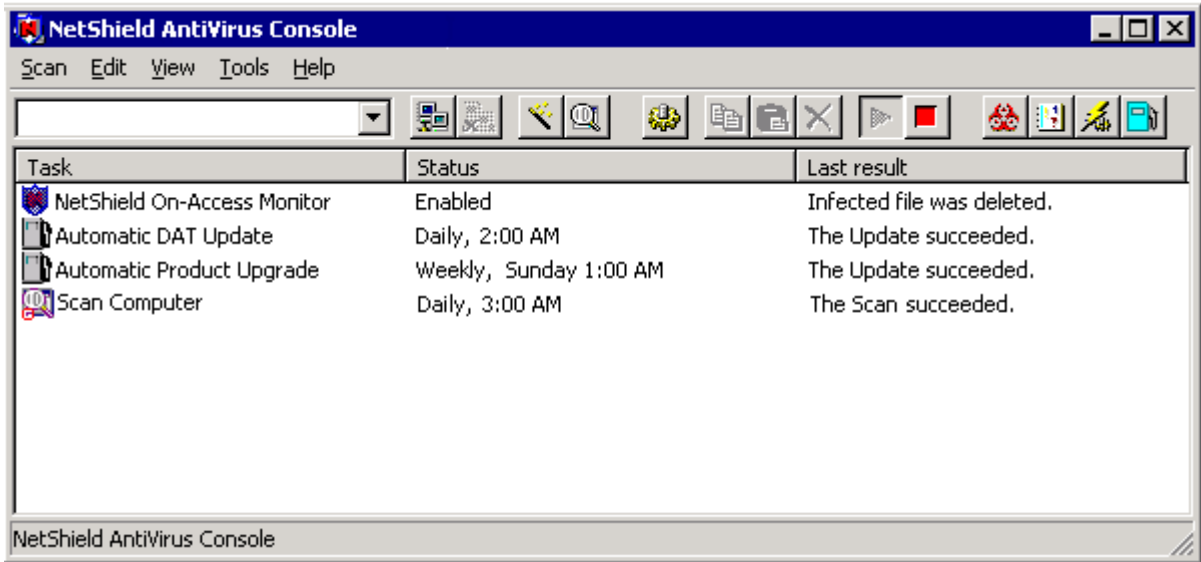 NetShield AntiVirus Console
Scan Edit View Tools Help
Task Status Last result
NetShield On-Access Monitor Enabled Infected file was deleted.
Automatic DAT Update Daily, 2:00 AM The Update succeeded.
Automatic Product Upgrade Weekly, Sunday 1:00 AM The Update succeeded.
Scan Computer Daily, 3:00 AM The Scan succeeded.
NetShield AntiVirus Console